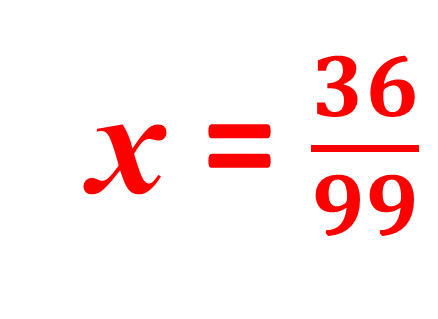 x = 36/99